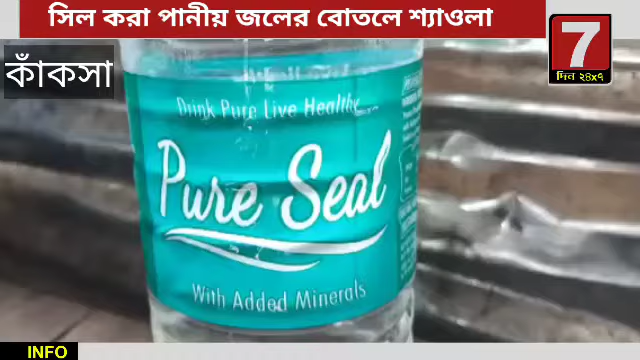 সিল করা পানীয় জলের বোতলে শ্যাওলা
7
দিন ২৪x৭
কাঁকসা
Drink Pure Live Healthy
Pure Seal
With Added Minerals
INFO